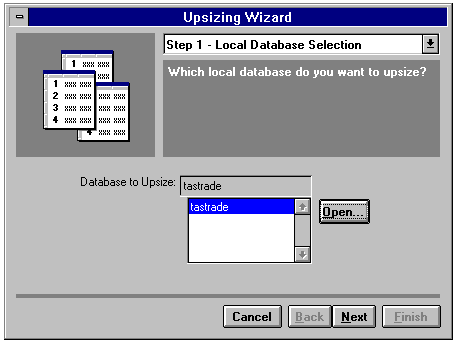 Upsizing Wizard
Step 1 - Local Database Selection
Which local database do you want to upsize?
1 xxx xxx
1 xxx xxx
2 xxx xxx
3 xxx xxx
4 xxx xxx
4 xxx xxx
Database to Upsize: tastrade
tastrade
Open...
Cancel Back Next Finish